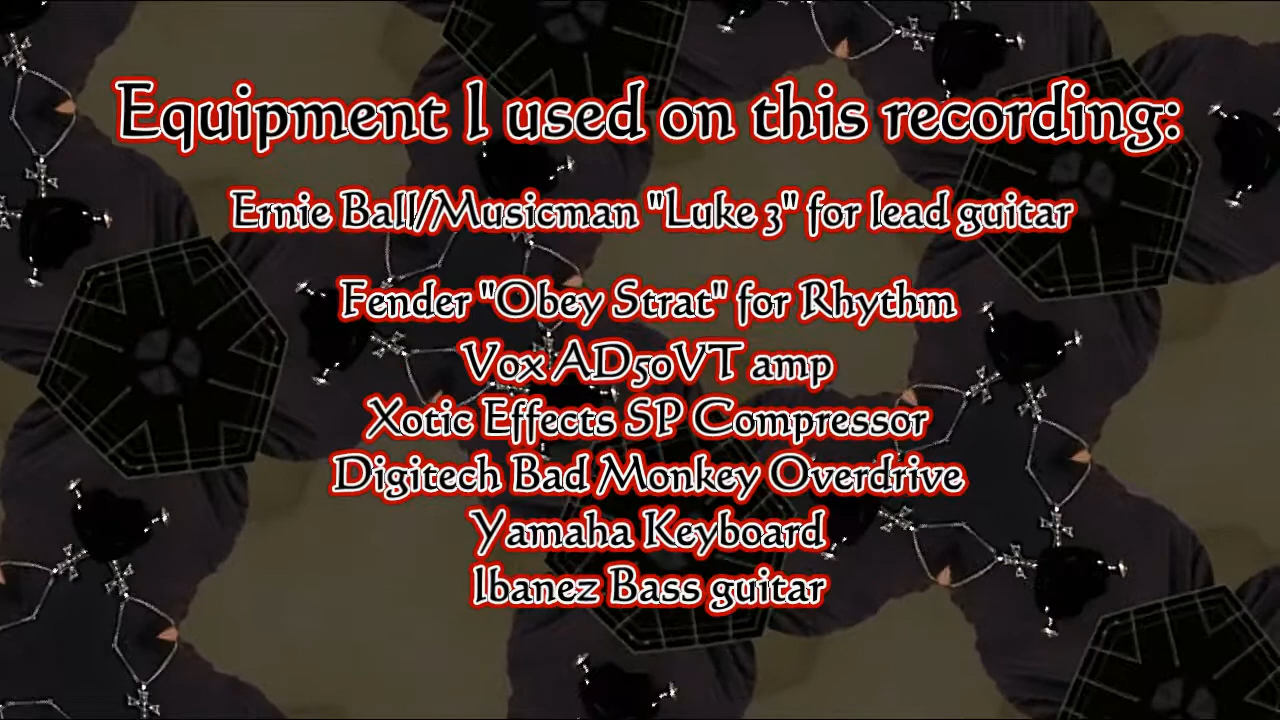 Equipment I used on this recording:
Ernie Ball/Musicman "Luke 3" for lead guitar
Fender "Obey Strat" for Rhythm
Vox AD50VT amp
Xotic Effects SP Compressor
Digitech Bad Monkey Overdrive
Yamaha Keyboard
Ibanez Bass guitar